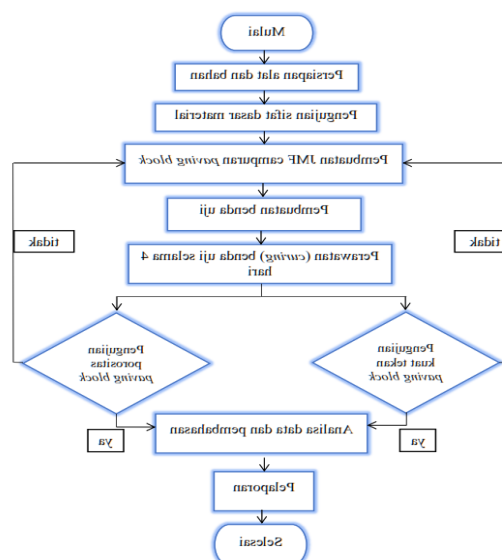 Mulai
Persiapan alat dan bahan
Pengujian sifat dasar material
Pembuatan JMF campuran paving block
Pembuatan benda uji
tidak
tidak
Perawatan (curing) benda uji selama 4
hari
Pengujian
porositas
paving block
Pengujian
kuat tekan
paving block
ya
ya
Analisa data dan pembahasan
Pelaporan
Selesai